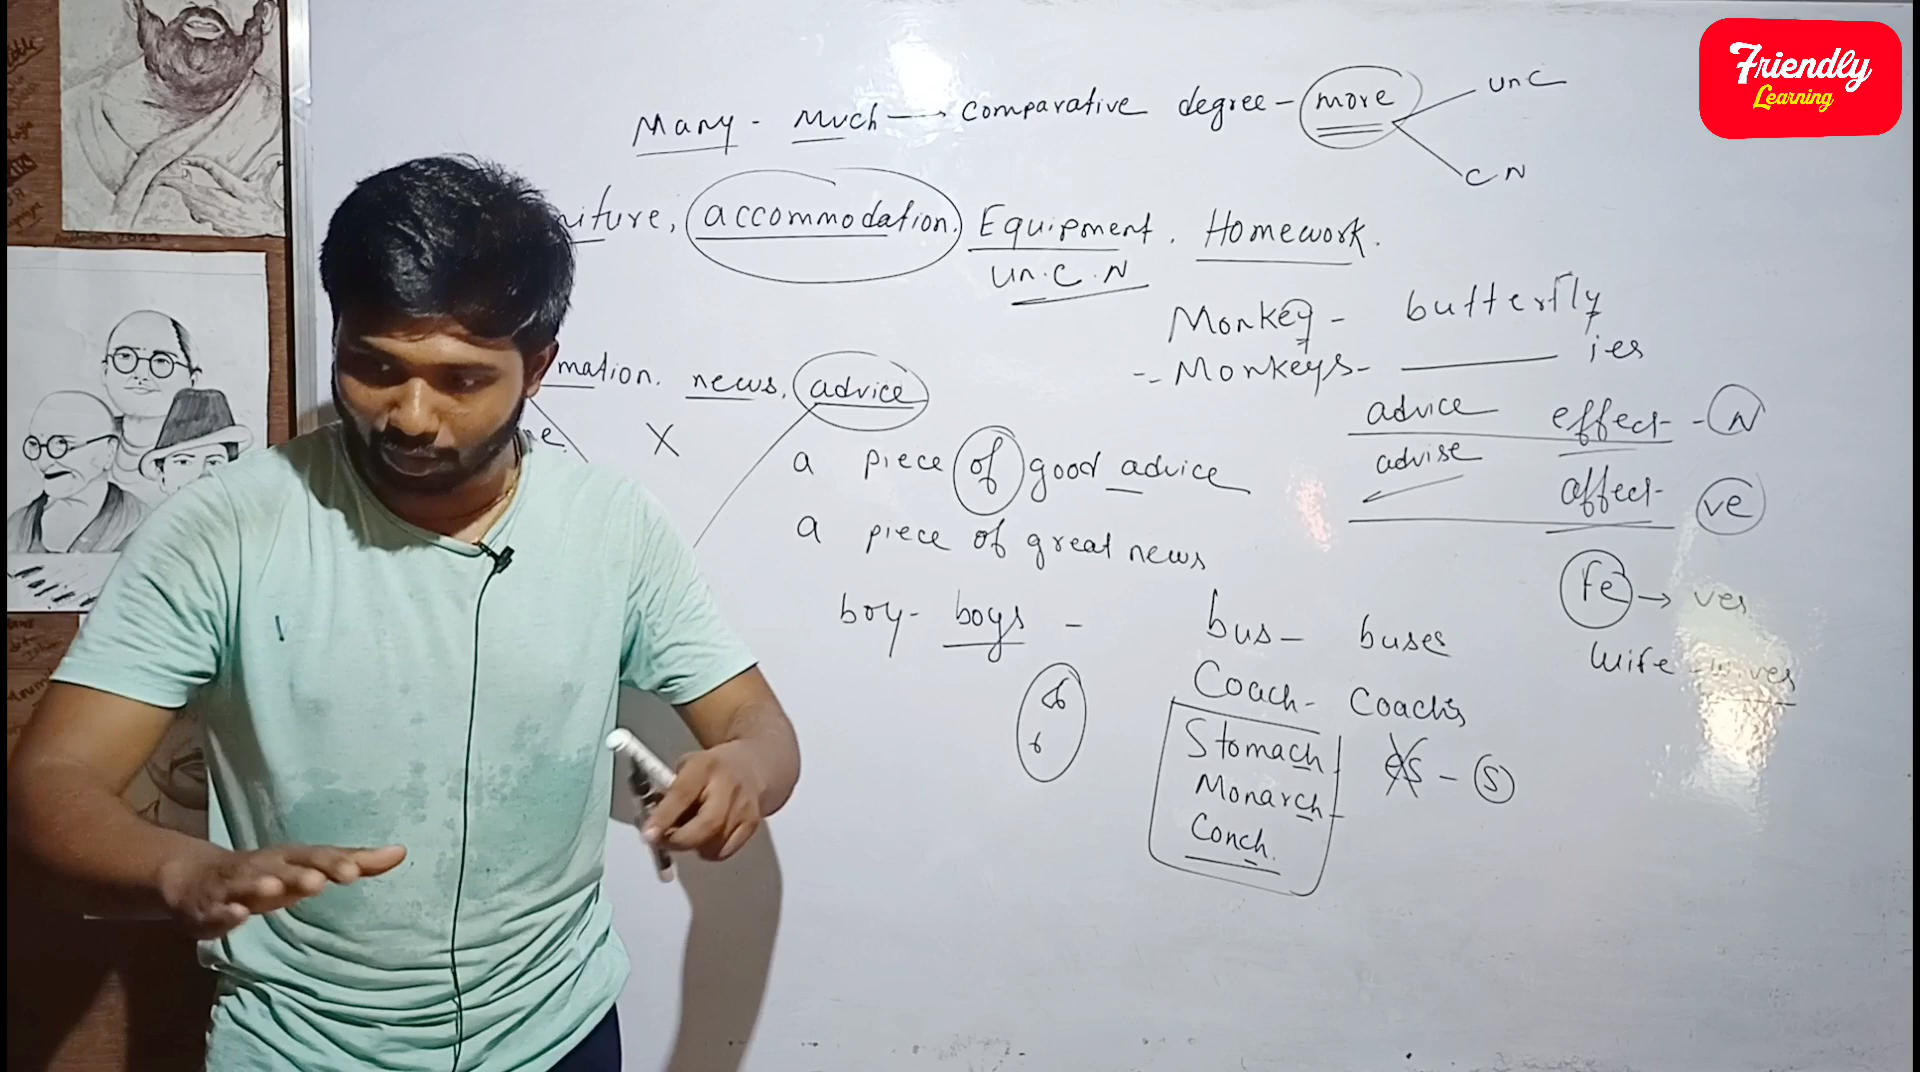 Friendly
Learning
Many - Much → comparative degree - more
unC
CN
niture, accommodation, Equipment. Homework.
un.C.N
Monkey - butterfly
-- Monkeys - ies
mation. news, advice
X
advice effect - N
a piece of good advice
advise affect - ve
a piece of great news
boy - boys -
Fe → ves
bus - buses
wife
Coach -
Stomach es - S
Monarch -
Conch.